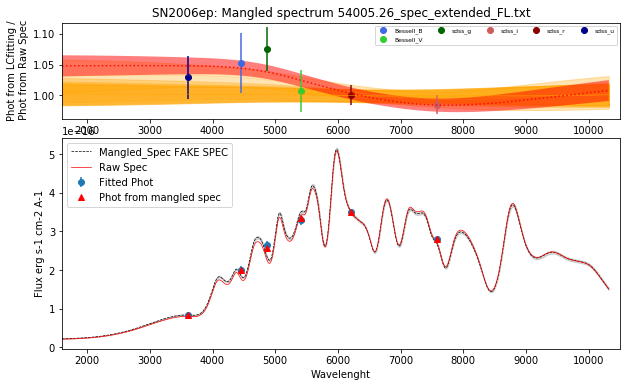 SN2006ep: Mangled spectrum 54005.26_spec_extended_FL.txt
Phot from LCfitting /
Phot from Raw Spec
1.10
1.05
1.00
Bessell_B
sdss_g
sdss_i
sdss_r
sdss_u
Bessell_V
2000 3000 4000 5000 6000 7000 8000 9000 10000
1e−16
Flux erg s-1 cm-2 A-1
5
4
3
2
1
0
Mangled_Spec FAKE SPEC
Raw Spec
Fitted Phot
Phot from mangled spec
2000 3000 4000 5000 6000 7000 8000 9000 10000
Wavelenght